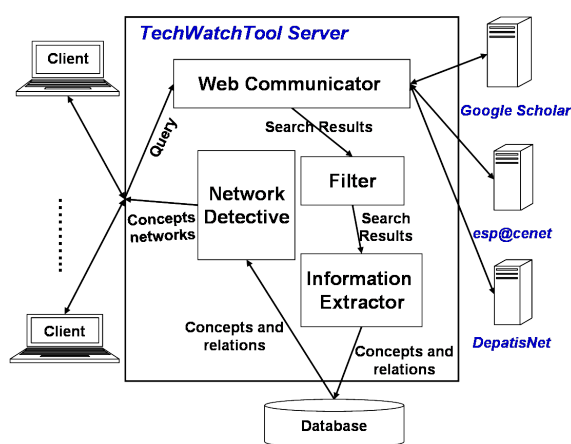 TechWatchTool Server
Client
Web Communicator
Google Scholar
Query
Search Results
Network
Detective
Filter
Concepts
networks
Search
Results
esp@cenet
Information
Extractor
Client
Concepts and
relations
Concepts and
relations
DepatisNet
Database